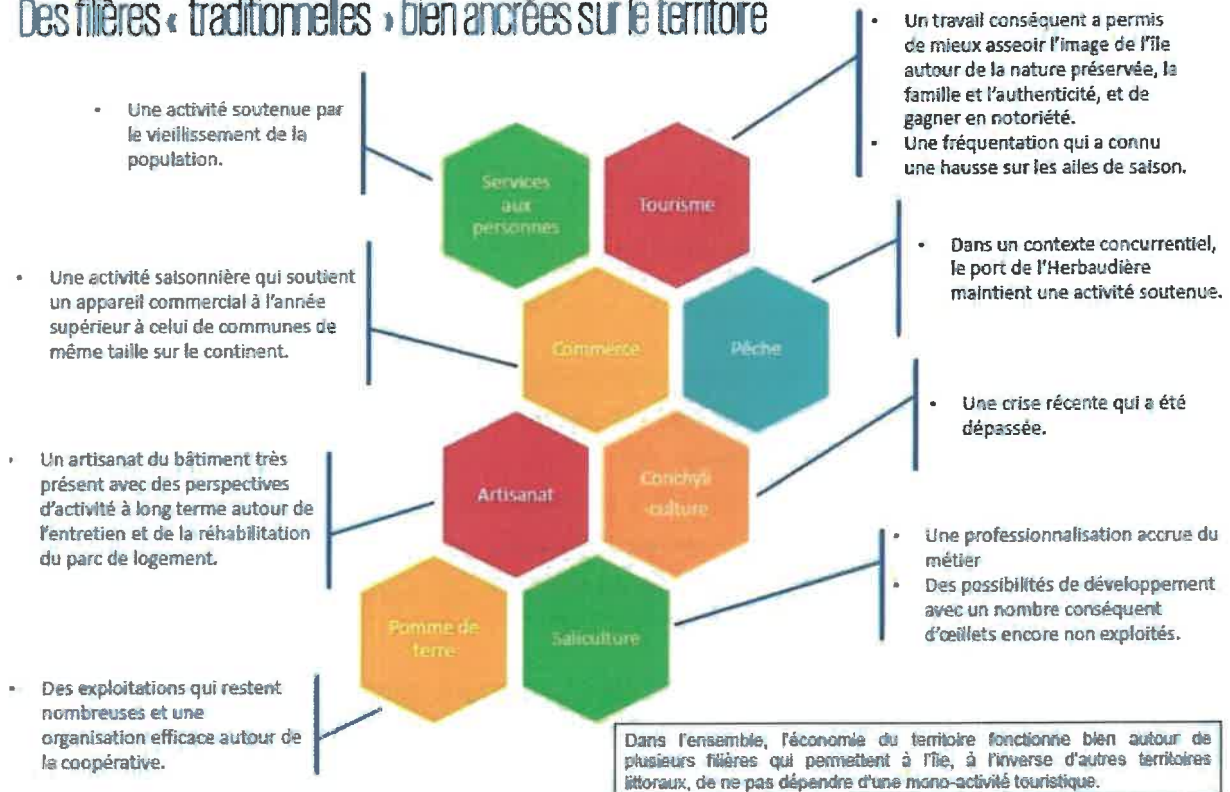 Des filières « traditionnelles » bien ancrées sur le territoire
• Une activité soutenue par
le vieillissement de la
population.
Services
aux
personnes
Tourisme
• Un travail conséquent a permis
de mieux asseoir l'image de l'île
autour de la nature préservée, la
famille et l'authenticité, et de
gagner en notoriété.
• Une fréquentation qui a connu
une hausse sur les ailes de saison.
• Une activité saisonnière qui soutient
un appareil commercial à l'année
supérieur à celui de communes de
même taille sur le continent.
Commerce
Pêche
• Dans un contexte concurrentiel,
le port de l'Herbaudière
maintient une activité soutenue.
• Un artisanat du bâtiment très
présent avec des perspectives
d'activité à long terme autour de
l'entretien et de la réhabilitation
du parc de logement.
Artisanat
Conchyli
-culture
• Une crise récente qui a été
dépassée.
Pomme de
terre
Saliculture
• Une professionnalisation accrue du
métier
• Des possibilités de développement
avec un nombre conséquent
d'œillets encore non exploités.
• Des exploitations qui restent
nombreuses et une
organisation efficace autour de
la coopérative.
Dans l'ensemble, l'économie du territoire fonctionne bien autour de
plusieurs filières qui permettent à l'île, à l'inverse d'autres territoires
littoraux, de ne pas dépendre d'une mono-activité touristique.